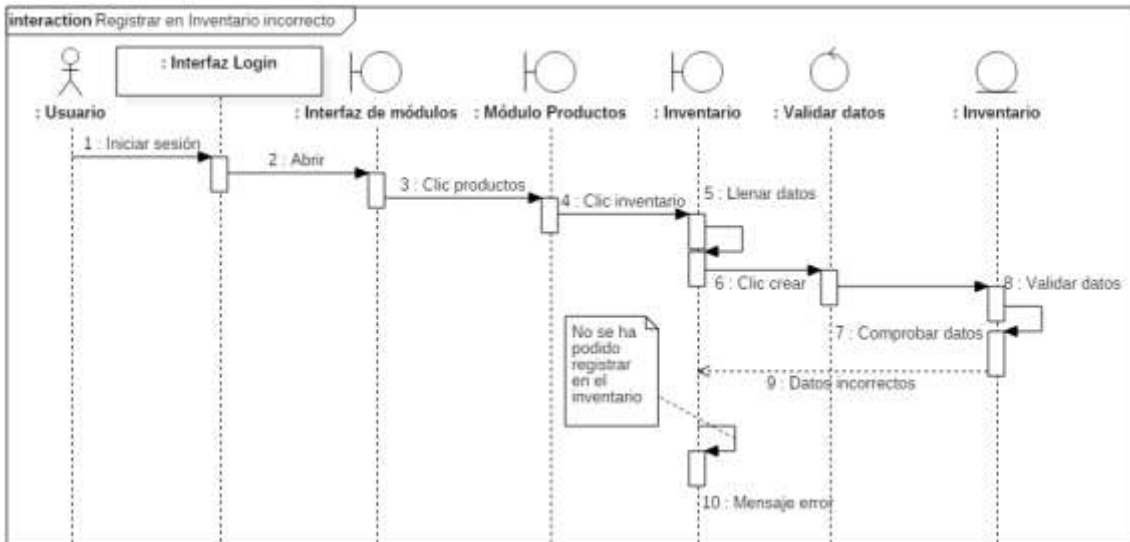 interaction Registrar en Inventario incorrecto
: Usuario
: Interfaz Login
: Interfaz de módulos
: Módulo Productos
: Inventario
: Validar datos
: Inventario
1 : Iniciar sesión
2 : Abrir
3 : Clic productos
4 : Clic inventario
5 : Llenar datos
6 : Clic crear
8 : Validar datos
7 : Comprobar datos
No se ha
podido
registrar
en el
inventario
9 : Datos incorrectos
10 : Mensaje error